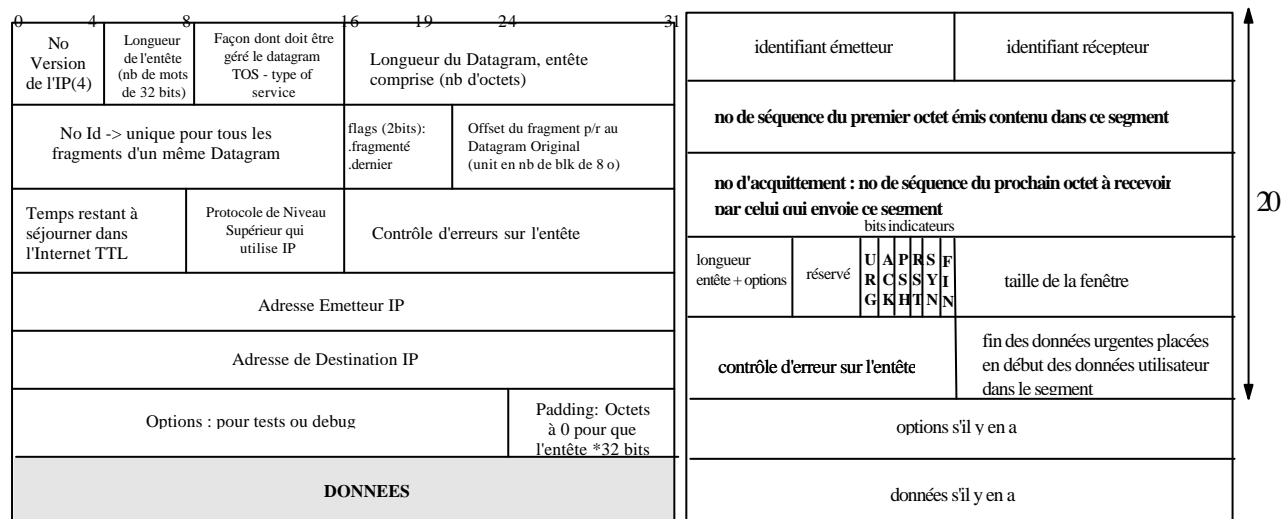 0 4 8 16 19 24 31
No
Version
de l'IP(4)
Longueur
de l'entête
(nb de mots
de 32 bits)
Façon dont doit être
géré le datagram
TOS - type of
service
Longueur du Datagram, entête
comprise (nb d'octets)
No Id -> unique pour tous les
fragments d'un même Datagram
flags (2bits):
.fragmenté
.dernier
Offset du fragment p/r au
Datagram Original
(unit en nb de blk de 8 o)
Temps restant à
séjourner dans
l'Internet TTL
Protocole de Niveau
Supérieur qui
utilise IP
Contrôle d'erreurs sur l'entête
Adresse Emetteur IP
Adresse de Destination IP
Options : pour tests ou debug
Padding: Octets
à 0 pour que
l'entête *32 bits
DONNEES
identifiant émetteur
identifiant récepteur
no de séquence du premier octet émis contenu dans ce segment
no d'acquittement : no de séquence du prochain octet à recevoir
par celui qui envoie ce segment
bits indicateurs
longueur
entête + options
réservé
URG
ACK
PSH
RST
SYN
FIN
taille de la fenêtre
contrôle d'erreur sur l'entête
fin des données urgentes placées
en début des données utilisateur
dans le segment
options s'il y en a
données s'il y en a
20